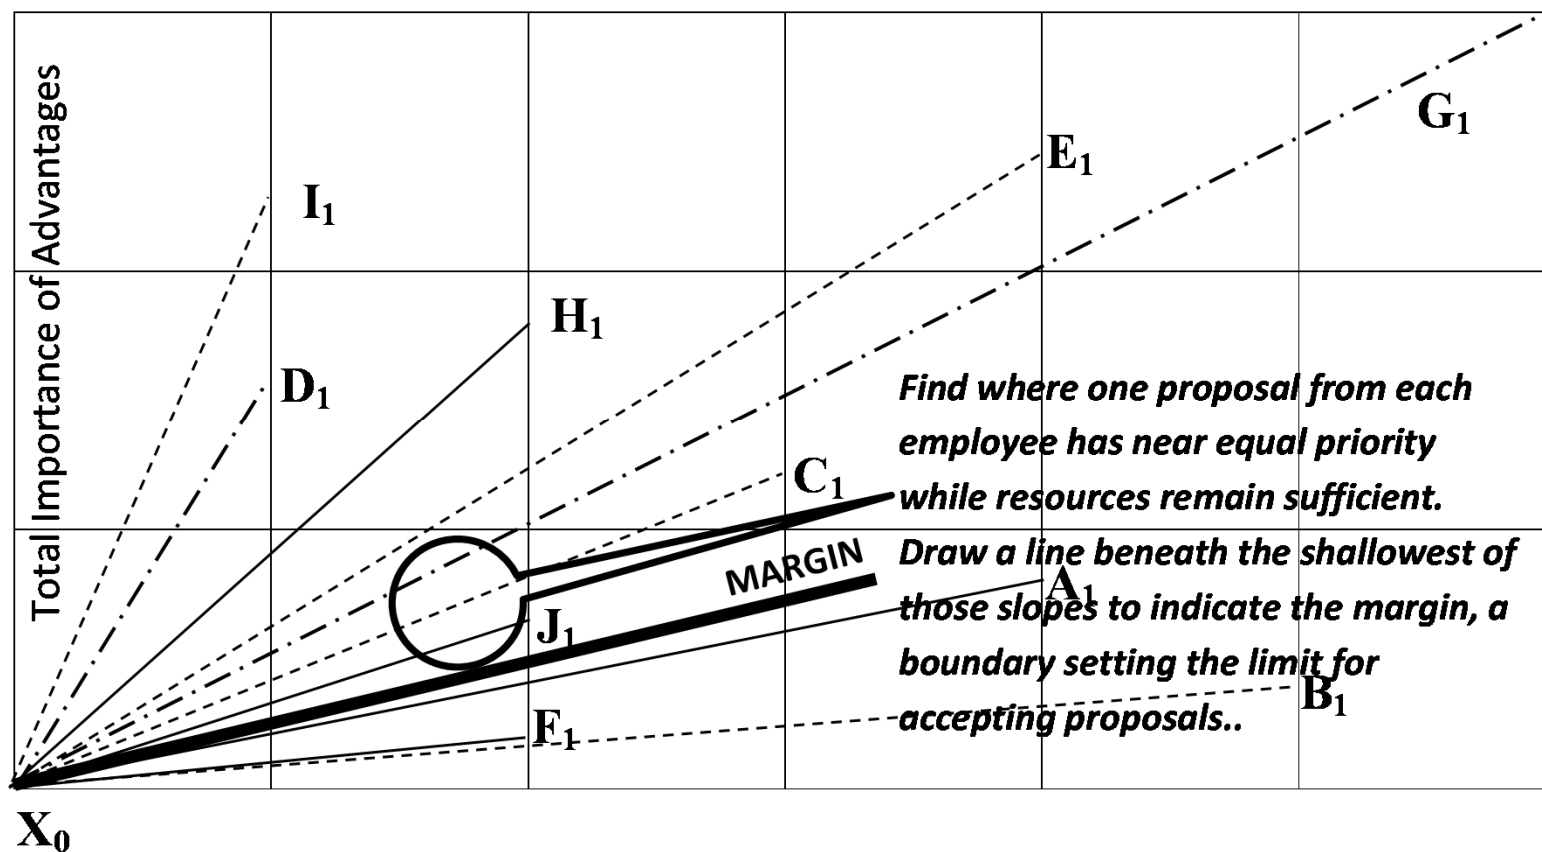 Total Importance of Advantages
I₁
D₁
H₁
E₁
G₁
C₁
Find where one proposal from each
employee has near equal priority
while resources remain sufficient.
Draw a line beneath the shallowest of
those slopes to indicate the margin, a
boundary setting the limit for
accepting proposals..
MARGIN
A₁
J₁
B₁
F₁
X₀